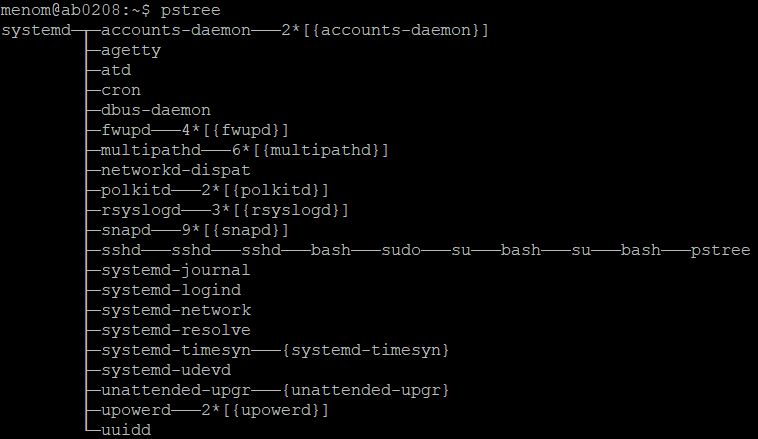 menom@ab0208:~$ pstree
systemd─┬─accounts-daemon───2*[{accounts-daemon}]
        ├─agetty
        ├─atd
        ├─cron
        ├─dbus-daemon
        ├─fwupd───4*[{fwupd}]
        ├─multipathd───6*[{multipathd}]
        ├─networkd-dispat
        ├─polkitd───2*[{polkitd}]
        ├─rsyslogd───3*[{rsyslogd}]
        ├─snapd───9*[{snapd}]
        ├─sshd───sshd───sshd───bash───sudo───su───bash───su───bash───pstree
        ├─systemd-journal
        ├─systemd-logind
        ├─systemd-network
        ├─systemd-resolve
        ├─systemd-timesyn───{systemd-timesyn}
        ├─systemd-udevd
        ├─unattended-upgr───{unattended-upgr}
        ├─upowerd───2*[{upowerd}]
        └─uuidd